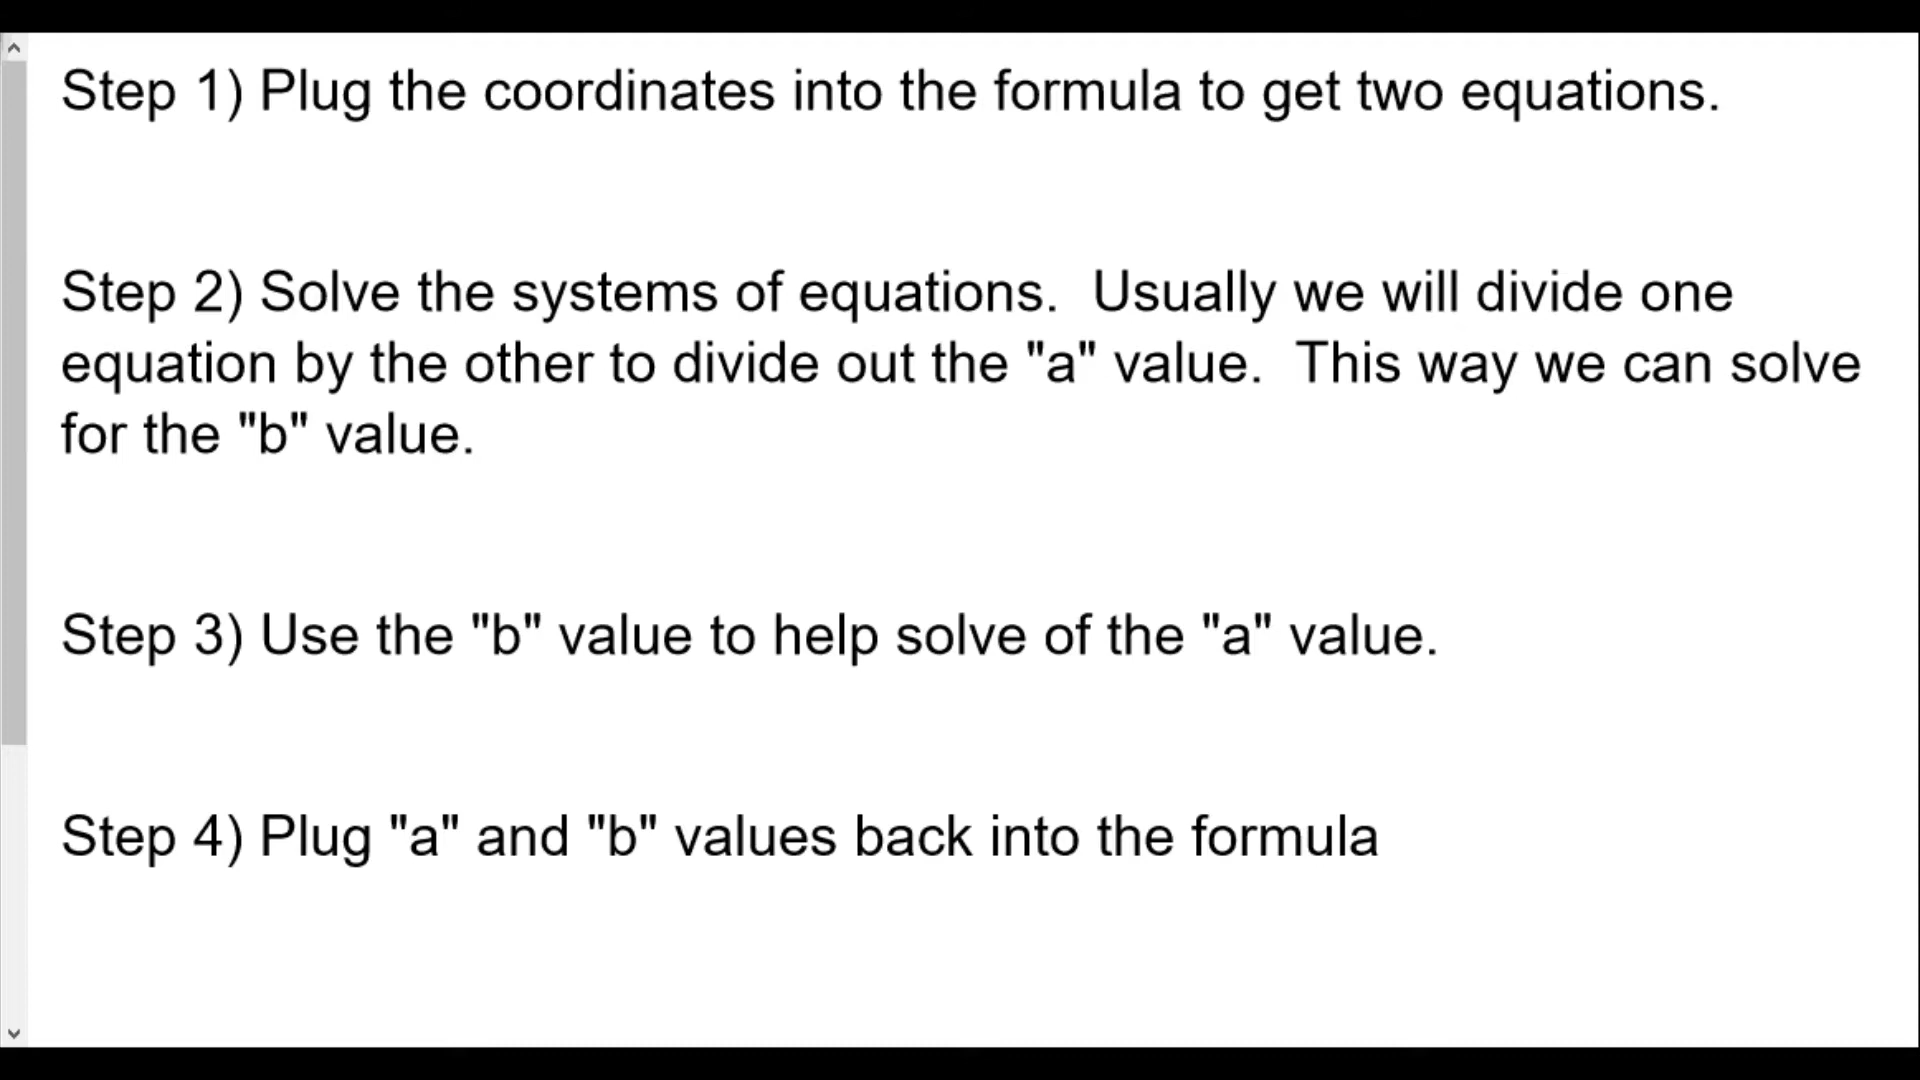 Step 1) Plug the coordinates into the formula to get two equations.
Step 2) Solve the systems of equations.  Usually we will divide one
equation by the other to divide out the "a" value.  This way we can solve
for the "b" value.
Step 3) Use the "b" value to help solve of the "a" value.
Step 4) Plug "a" and "b" values back into the formula